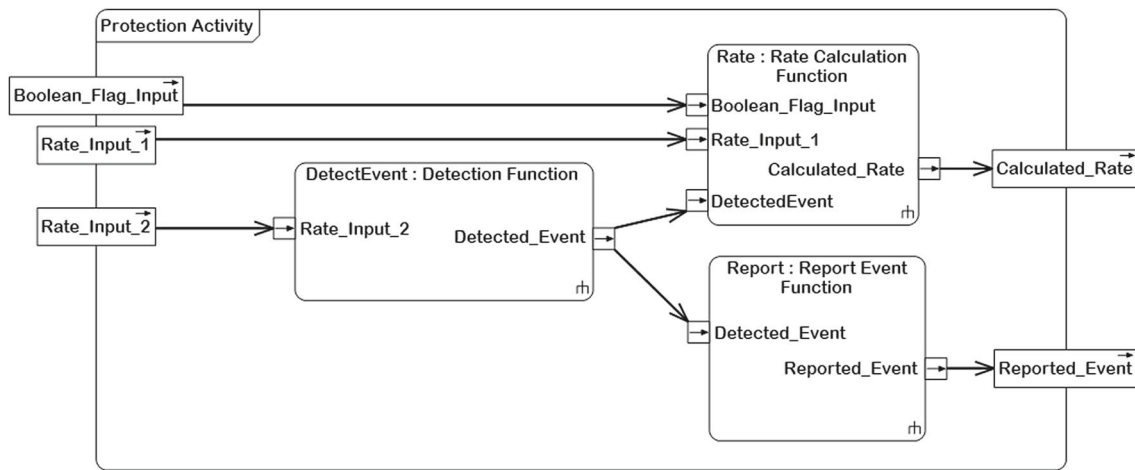 Protection Activity
Boolean_Flag_Input
Rate_Input_1
Rate_Input_2
DetectEvent : Detection Function
Rate_Input_2
Detected_Event
Rate : Rate Calculation
Function
Boolean_Flag_Input
Rate_Input_1
Calculated_Rate
DetectedEvent
Report : Report Event
Function
Detected_Event
Reported_Event
Calculated_Rate
Reported_Event